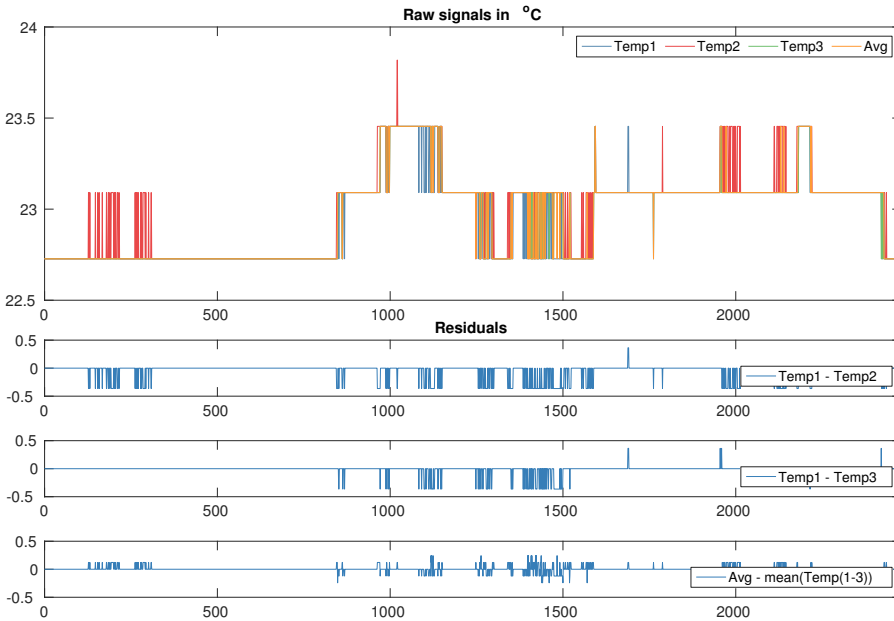 Raw signals in °C
24
Temp1 Temp2 Temp3 Avg
23.5
23
22.5
0 500 1000 1500 2000
Residuals
0.5
0
-0.5
Temp1 - Temp2
0 500 1000 1500 2000
0.5
0
-0.5
Temp1 - Temp3
0 500 1000 1500 2000
0.5
0
-0.5
Avg - mean(Temp(1-3))
0 500 1000 1500 2000